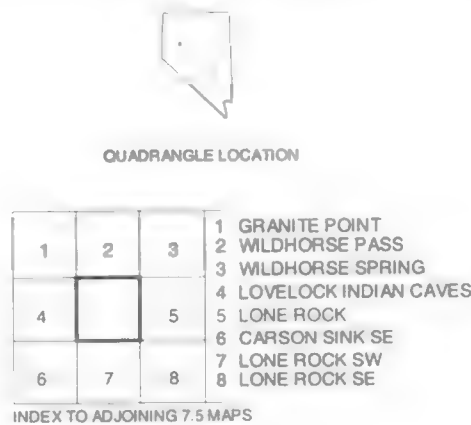 QUADRANGLE LOCATION
1 2 3
4 5
6 7 8
1 GRANITE POINT
2 WILDHORSE PASS
3 WILDHORSE SPRING
4 LOVELOCK INDIAN CAVES
5 LONE ROCK
6 CARSON SINK SE
7 LONE ROCK SW
8 LONE ROCK SE
INDEX TO ADJOINING 7.5 MAPS